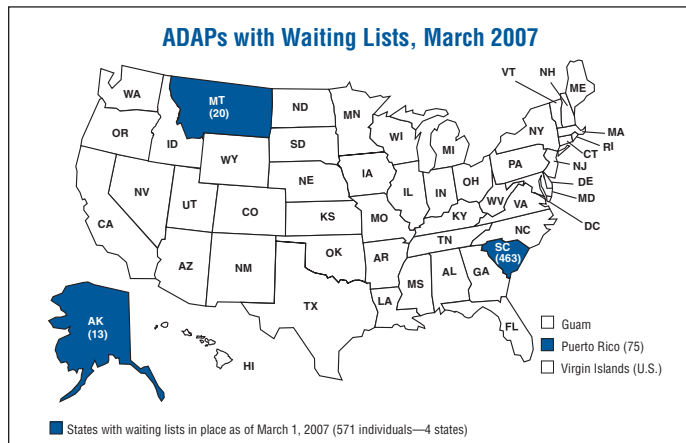 ADAPs with Waiting Lists, March 2007
VT
NH
ME
WA
MT
(20)
ND
MN
OR
ID
SD
WI
MI
NY
MA
RI
CT
WY
NJ
PA
IA
NE
NV
OH
DE
IL
IN
MD
UT
WV
VA
CO
DC
CA
KS
MO
KY
NC
TN
OK
SC
(463)
AR
AZ
NM
MS
AL
GA
TX
LA
AK
(13)
FL
Guam
Puerto Rico (75)
HI
Virgin Islands (U.S.)
States with waiting lists in place as of March 1, 2007 (571 individuals—4 states)